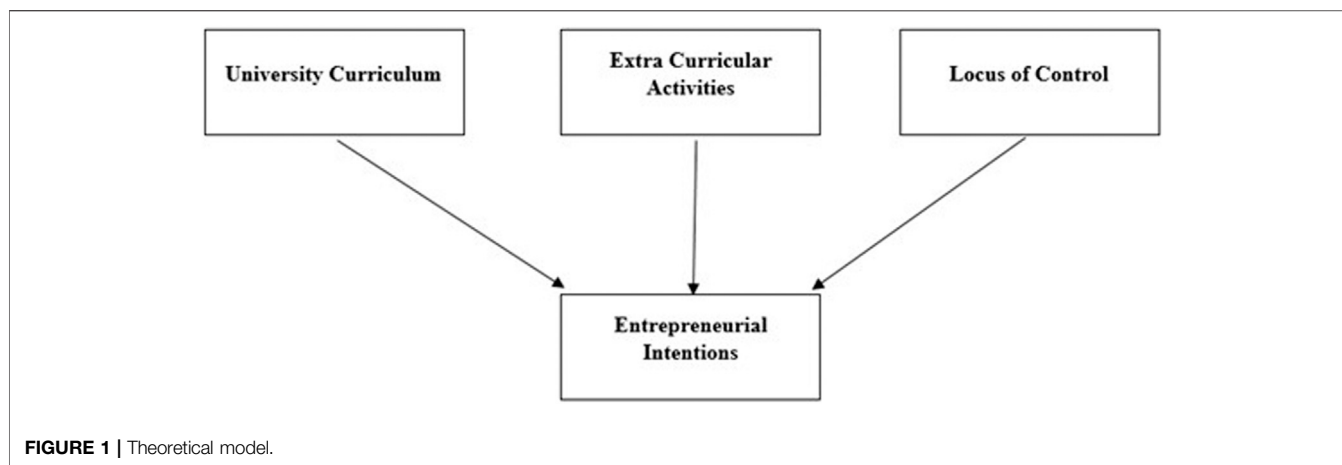 University Curriculum
Extra Curricular
Activities
Locus of Control
Entrepreneurial
Intentions
FIGURE 1 | Theoretical model.